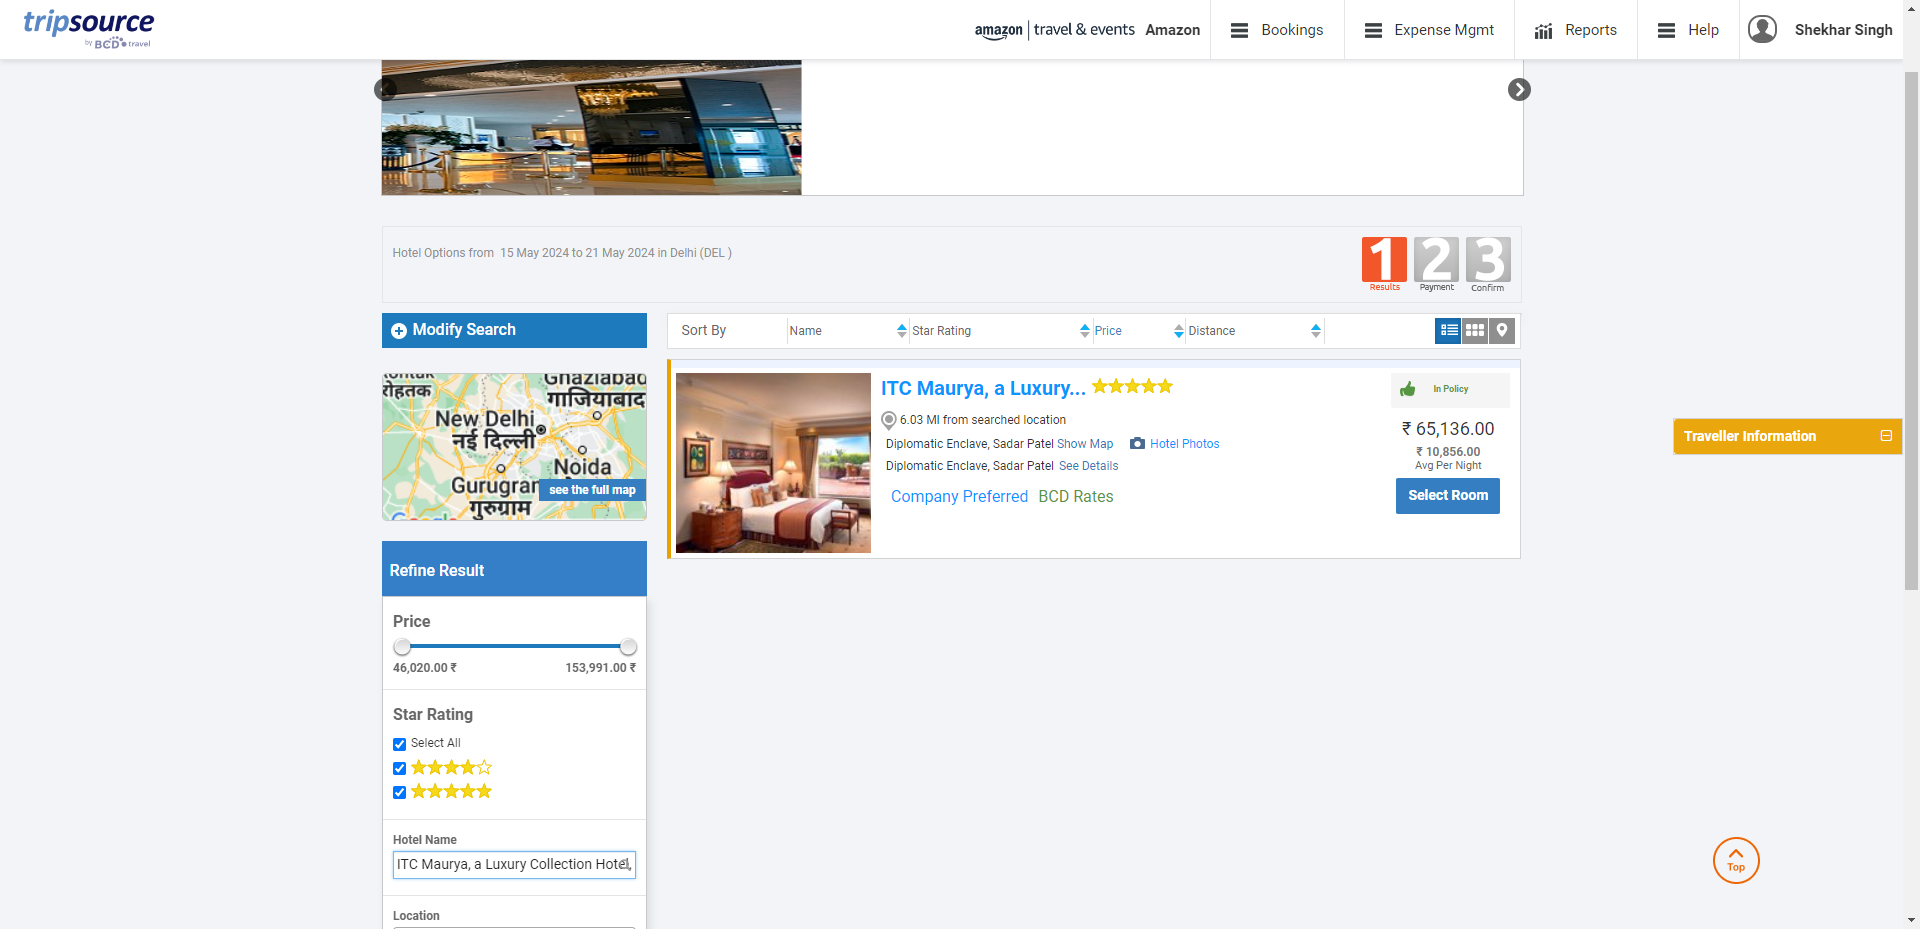 tripsource
by BCD travel
amazon | travel & events Amazon
Bookings
Expense Mgmt
Reports
Help
Shekhar Singh
Hotel Options from 15 May 2024 to 21 May 2024 in Delhi (DEL )
1 2 3
Results Payment Confirm
Modify Search
Sort By Name Star Rating Price Distance
रोहतक
Ghaziabad
गाज़ियाबाद
New Delhi
नई दिल्ली
Noida
Gurugram
गुरुग्राम
see the full map
Google
ITC Maurya, a Luxury...
6.03 MI from searched location
Diplomatic Enclave, Sadar Patel Show Map Hotel Photos
Diplomatic Enclave, Sadar Patel See Details
Company Preferred BCD Rates
In Policy
₹ 65,136.00
₹ 10,856.00
Avg Per Night
Select Room
Traveller Information
Refine Result
Price
46,020.00 ₹ 153,991.00 ₹
Star Rating
Select All
Hotel Name
ITC Maurya, a Luxury Collection Hotel,
Location
Top